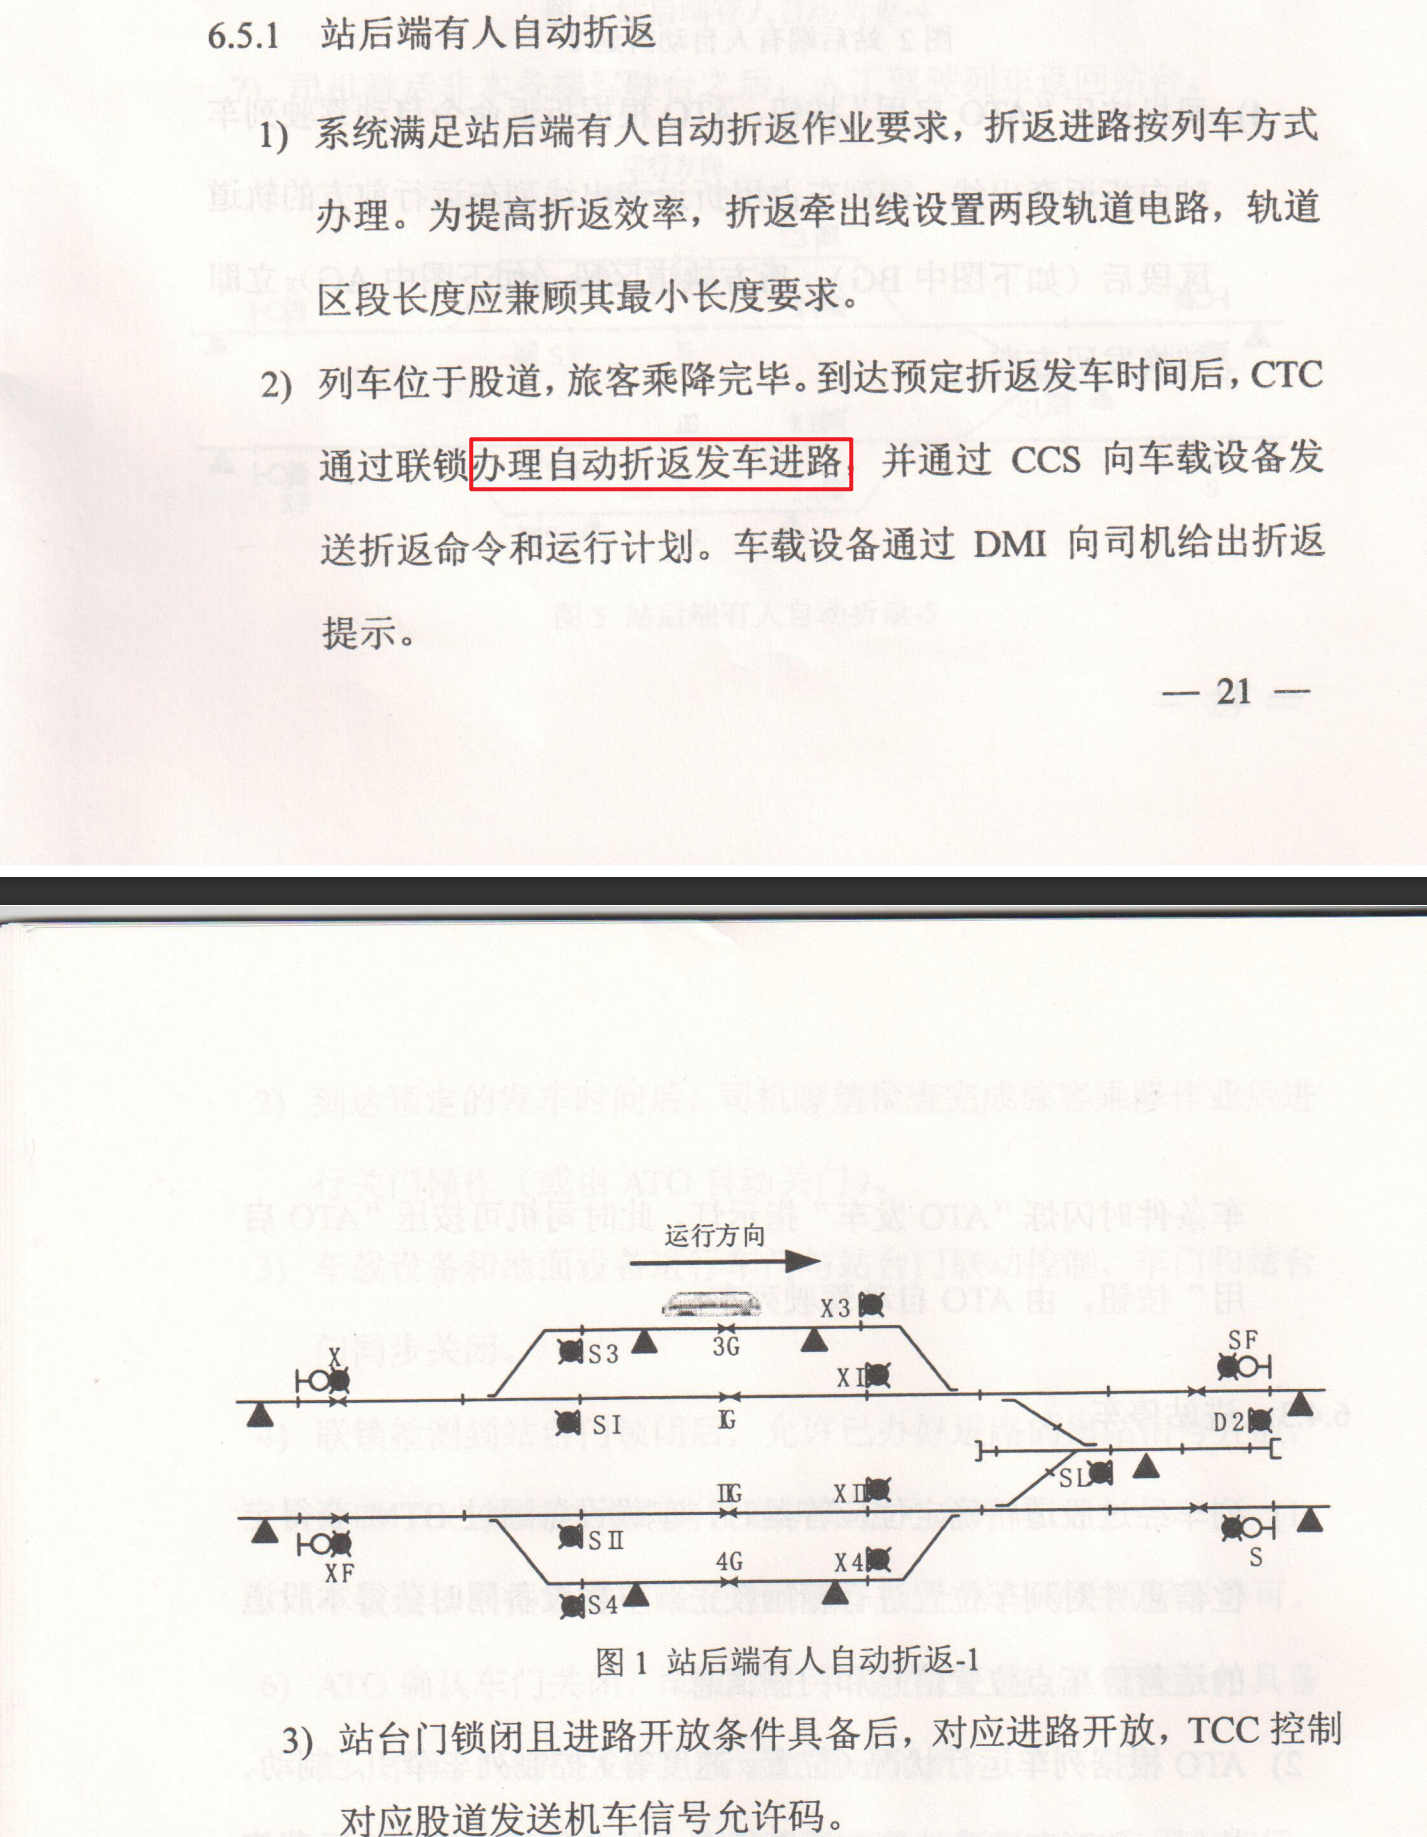 6.5.1 站后端有人自动折返
1) 系统满足站后端有人自动折返作业要求，折返进路按列车方式
办理。为提高折返效率，折返牵出线设置两段轨道电路，轨道
区段长度应兼顾其最小长度要求。
2) 列车位于股道，旅客乘降完毕。到达预定折返发车时间后，CTC
通过联锁办理自动折返发车进路，并通过 CCS 向车载设备发
送折返命令和运行计划。车载设备通过 DMI 向司机给出折返
提示。
— 21 —
运行方向
X3
S3 3G
X SF
XI
SI IG D2
SL
IIG XII
SII
XF 4G X4 S
S4
图 1 站后端有人自动折返-1
3) 站台门锁闭且进路开放条件具备后，对应进路开放，TCC 控制
对应股道发送机车信号允许码。